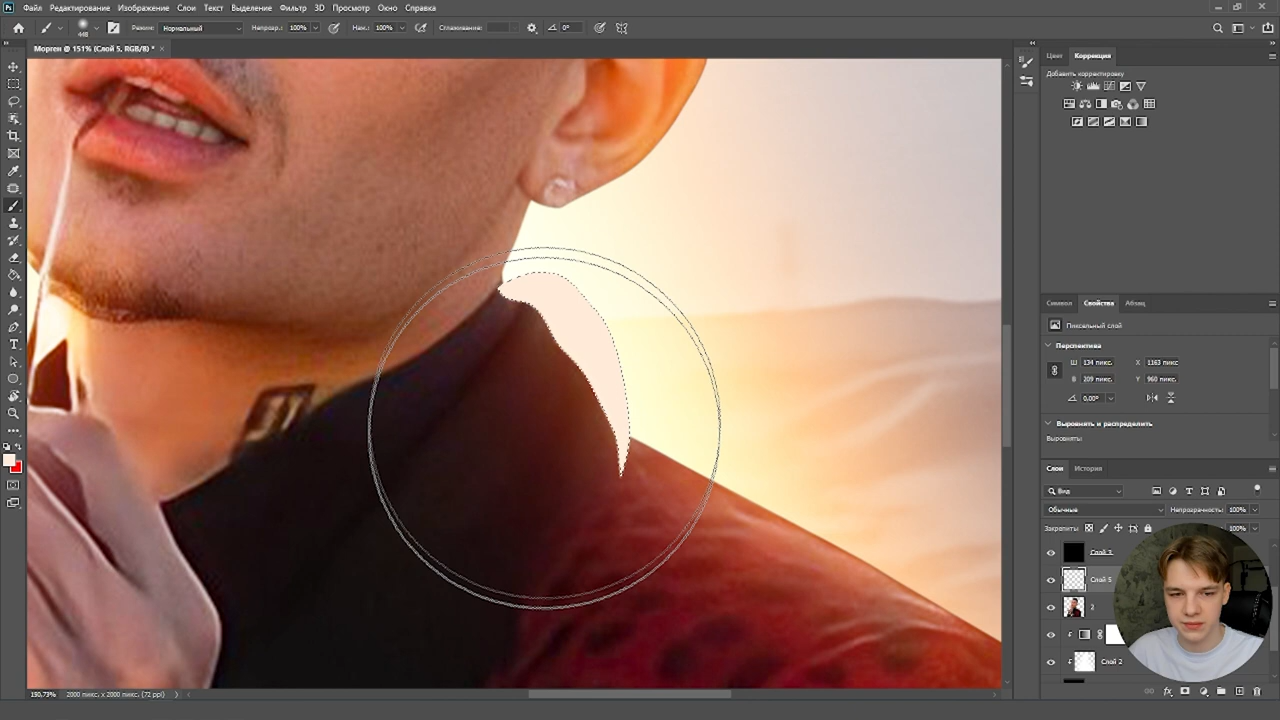 Файл Редактирование Изображение Слои Текст Выделение Фильтр 3D Просмотр Окно Справка
448 Режим: Нормальный Непрозр.: 100% Наж.: 100% Сглаживание: 0°
Морген @ 151% (Слой 5, RGB/8) *
Цвет Коррекция
Добавить корректировку
Символ Свойства Абзац
Пиксельный слой
Перспектива
Ш 134 пикс. X 1163 пикс
В 209 пикс. Y 960 пикс.
0,00°
Выровнять и распределить
Выровнять:
Слои История
Вид
Обычные Непрозрачность: 100%
Закрепить: 100%
Слой 3
Слой 5
2
Слой 2
150,73% 2000 пикс. x 2000 пикс. (72 ppi)